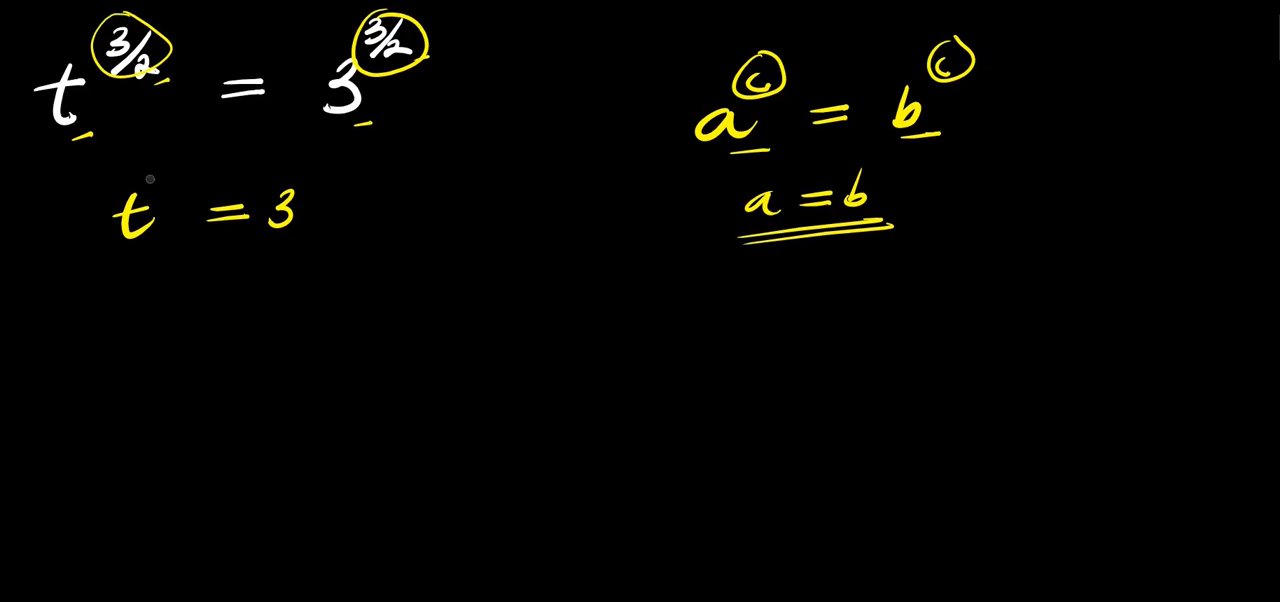 t^{3/2} = 3^{3/2}
a^c = b^c
t = 3
a = b